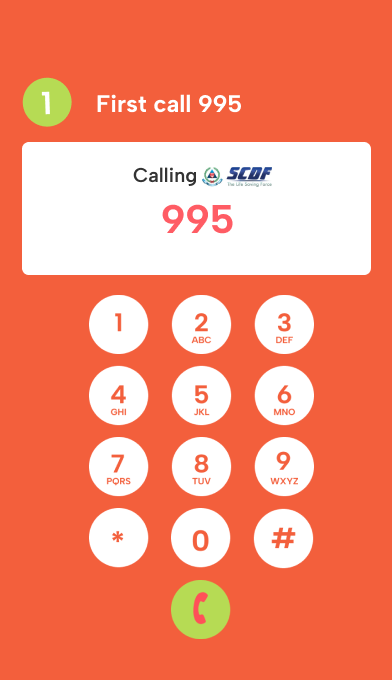 1
First call 995
Calling SCDF
The Life Saving Force
995
1
2
ABC
3
DEF
4
GHI
5
JKL
6
MNO
7
PQRS
8
TUV
9
WXYZ
*
0
#